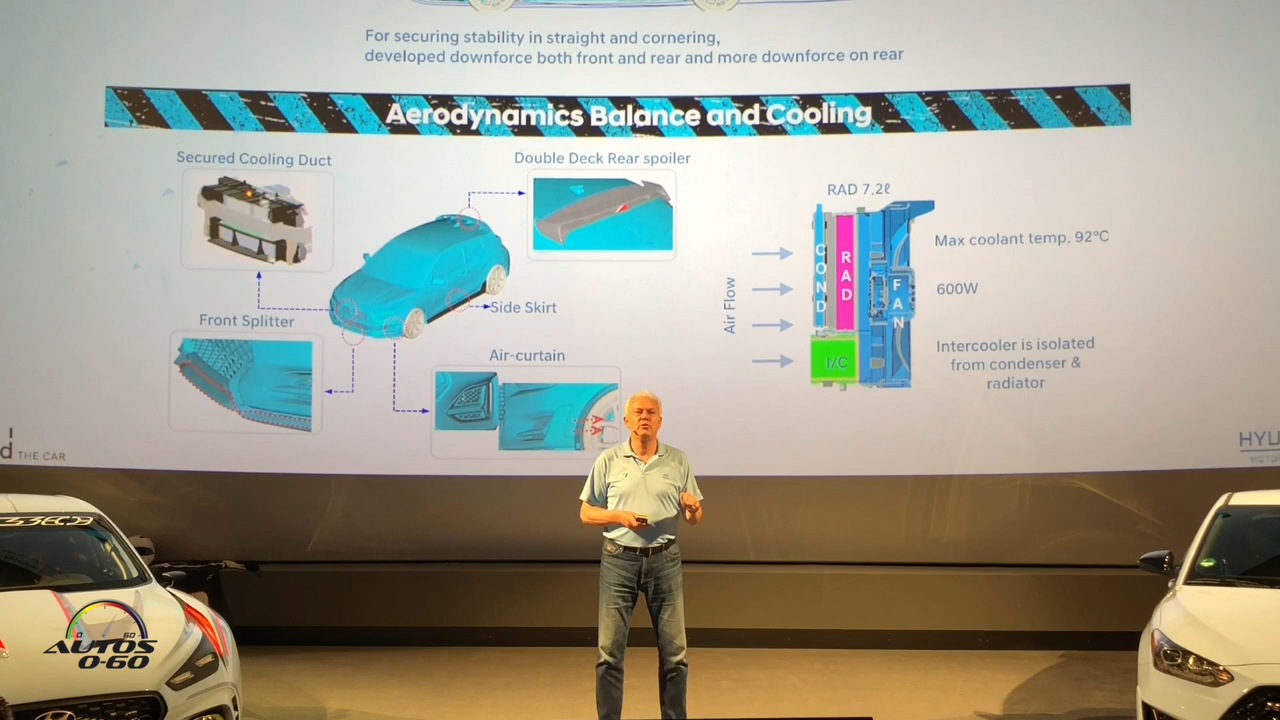 For securing stability in straight and cornering,
developed downforce both front and rear and more downforce on rear
Aerodynamics Balance and Cooling
Secured Cooling Duct
Double Deck Rear spoiler
RAD 7.2ℓ
Max coolant temp. 92°C
COND
RAD
FAN
Air Flow
600W
Side Skirt
Front Splitter
Air-curtain
I/C
Intercooler is isolated
from condenser &
radiator
THE CAR
HYU
0 60
AUTOS
0-60